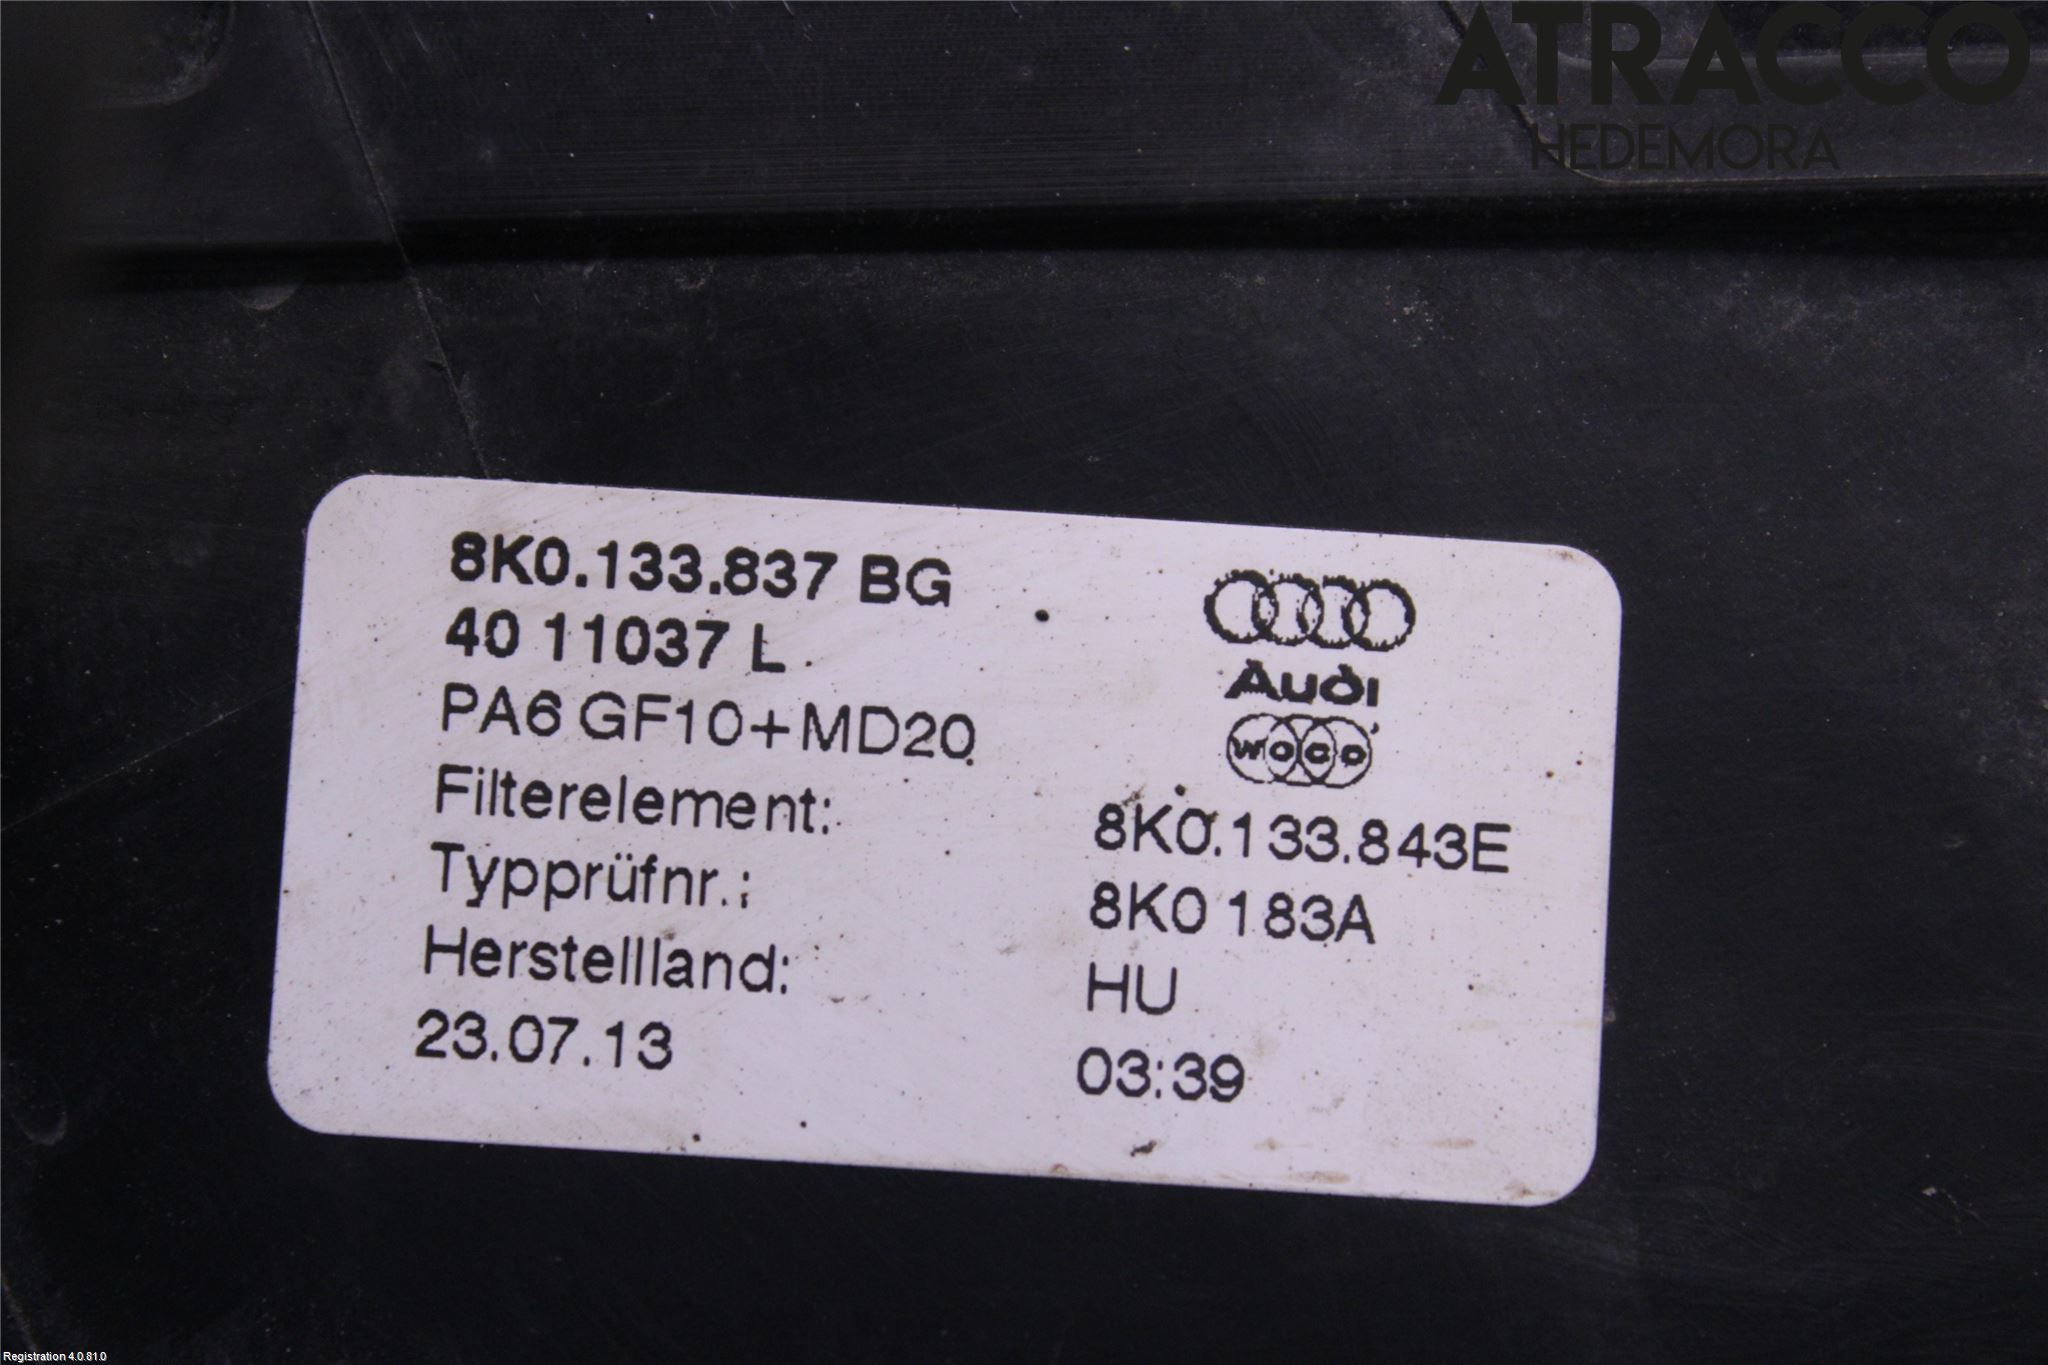 ATRACCO
HEDEMORA
8K0.133.837 BG
40 11037 L
PA6 GF10+MD20
Audi
woco
Filterelement: 8K0.133.843E
Typprüfnr.: 8K0 183A
Herstellland: HU
23.07.13 03:39
Registration 4.0.81.0